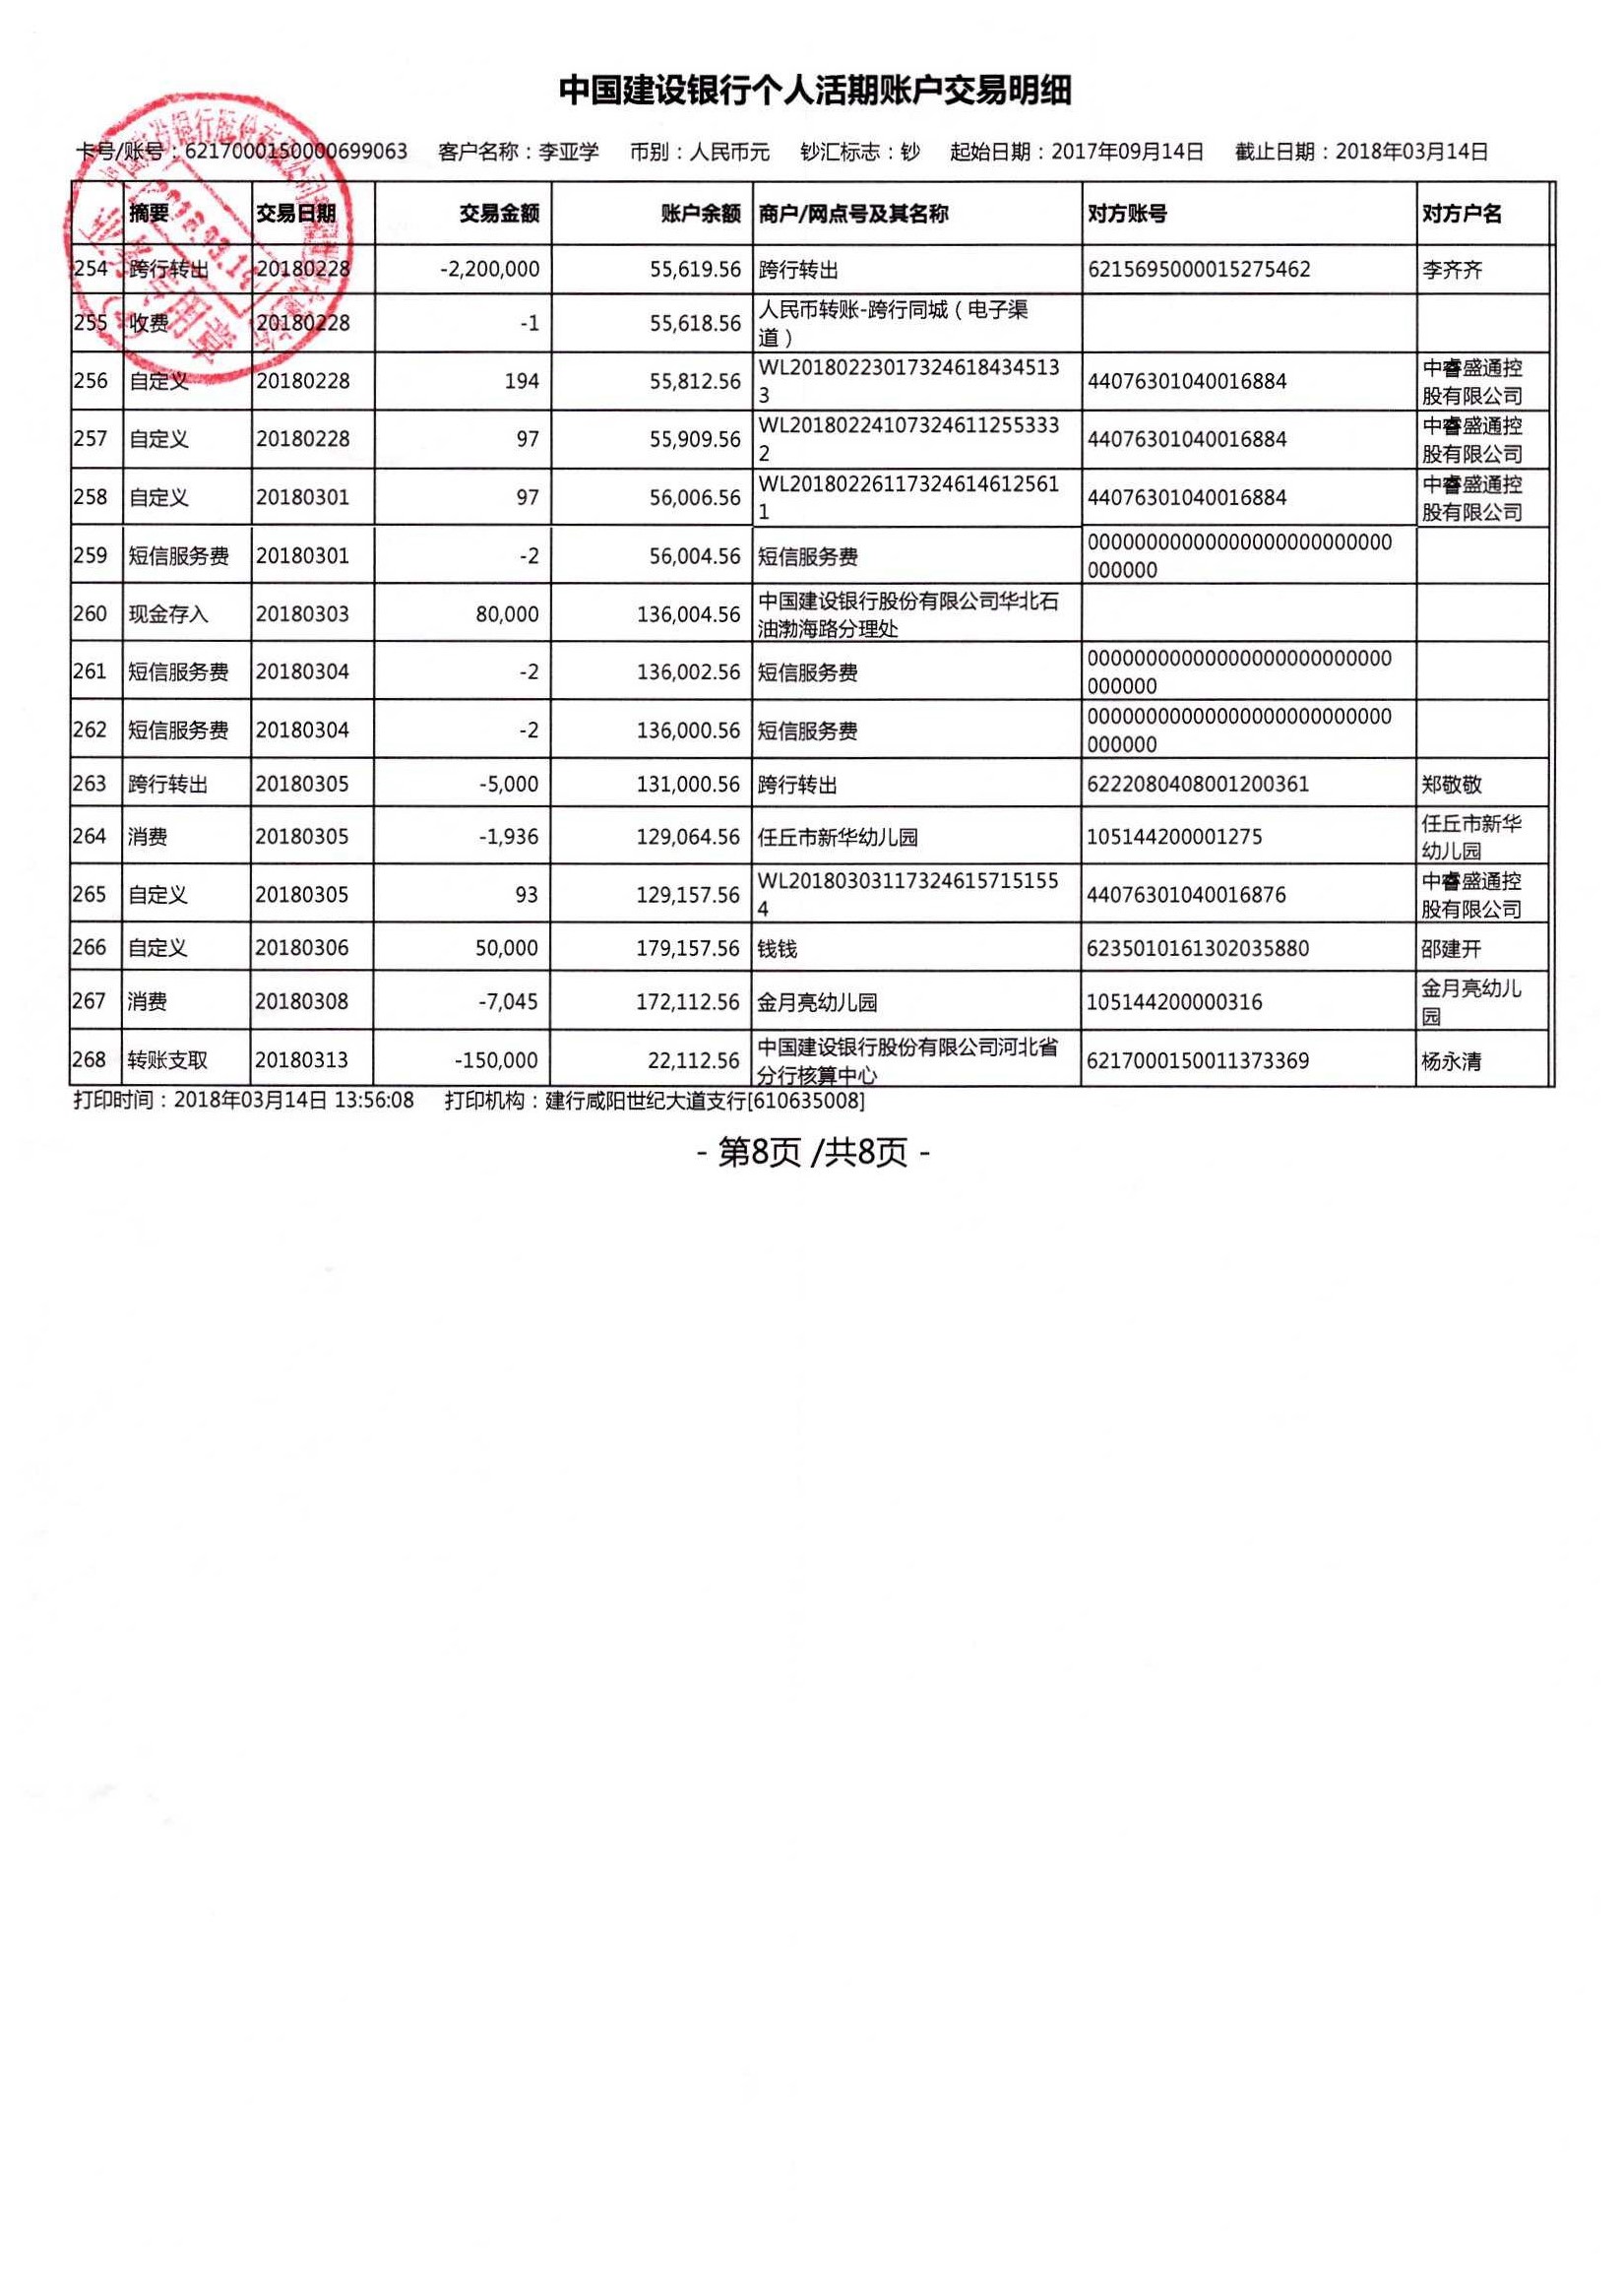 中国建设银行个人活期账户交易明细
卡号/账号：6217000150000699063 客户名称：李亚学 币别：人民币元 钞汇标志：钞 起始日期：2017年09月14日 截止日期：2018年03月14日
摘要 交易日期 交易金额 账户余额 商户/网点号及其名称 对方账号 对方户名
254 跨行转出 20180228 -2,200,000 55,619.56 跨行转出 6215695000015275462 李齐齐
255 收费 20180228 -1 55,618.56 人民币转账-跨行同城（电子渠
道）
256 自定义 20180228 194 55,812.56 WL20180223017324618434513
3 44076301040016884 中睿盛通控
股有限公司
257 自定义 20180228 97 55,909.56 WL20180224107324611255333
2 44076301040016884 中睿盛通控
股有限公司
258 自定义 20180301 97 56,006.56 WL20180226117324614612561
1 44076301040016884 中睿盛通控
股有限公司
259 短信服务费 20180301 -2 56,004.56 短信服务费 00000000000000000000000000
000000
260 现金存入 20180303 80,000 136,004.56 中国建设银行股份有限公司华北石
油渤海路分理处
261 短信服务费 20180304 -2 136,002.56 短信服务费 00000000000000000000000000
000000
262 短信服务费 20180304 -2 136,000.56 短信服务费 00000000000000000000000000
000000
263 跨行转出 20180305 -5,000 131,000.56 跨行转出 6222080408001200361 郑敬敬
264 消费 20180305 -1,936 129,064.56 任丘市新华幼儿园 105144200001275 任丘市新华
幼儿园
265 自定义 20180305 93 129,157.56 WL20180303117324615715155
4 44076301040016876 中睿盛通控
股有限公司
266 自定义 20180306 50,000 179,157.56 钱钱 6235010161302035880 邵建开
267 消费 20180308 -7,045 172,112.56 金月亮幼儿园 105144200000316 金月亮幼儿
园
268 转账支取 20180313 -150,000 22,112.56 中国建设银行股份有限公司河北省
分行核算中心 6217000150011373369 杨永清
打印时间：2018年03月14日 13:56:08 打印机构：建行咸阳世纪大道支行[610635008]
- 第8页 /共8页 -
2018.03.14
业务专用章